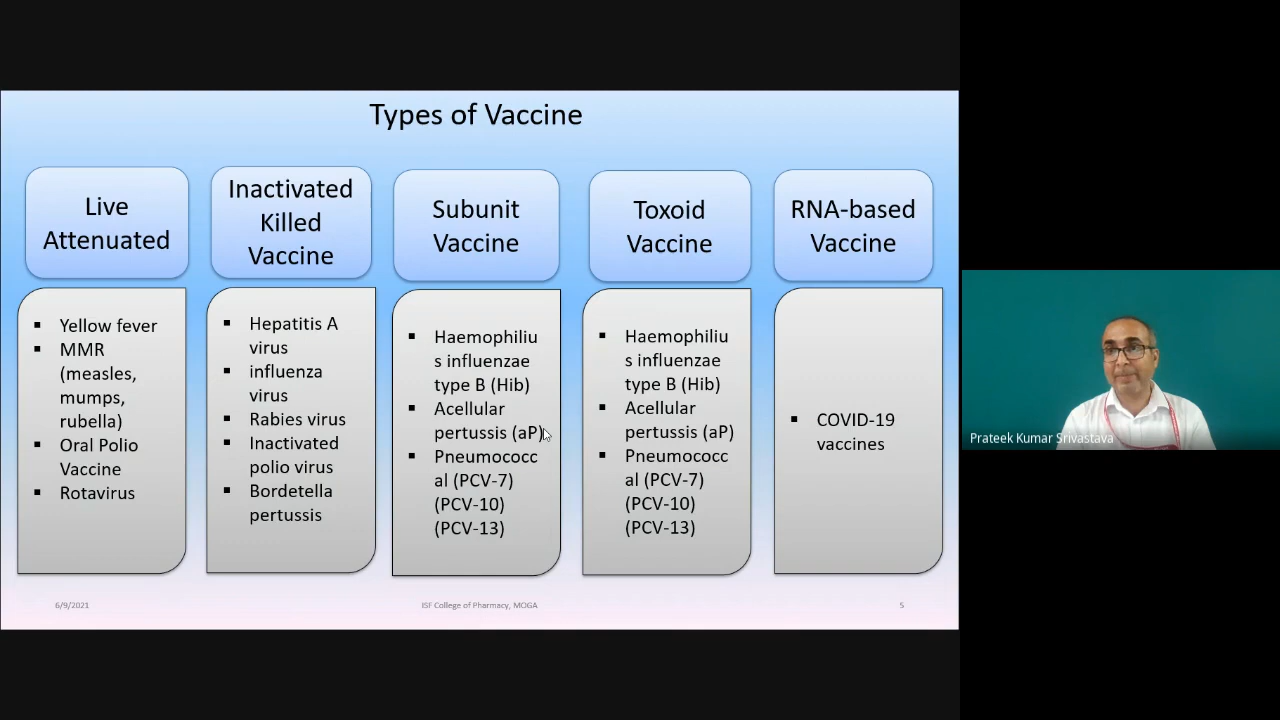 Types of Vaccine
Live
Attenuated
Inactivated
Killed
Vaccine
Subunit
Vaccine
Toxoid
Vaccine
RNA-based
Vaccine
▪ Yellow fever
▪ MMR
(measles,
mumps,
rubella)
▪ Oral Polio
Vaccine
▪ Rotavirus
▪ Hepatitis A
virus
▪ influenza
virus
▪ Rabies virus
▪ Inactivated
polio virus
▪ Bordetella
pertussis
▪ Haemophiliu
s influenzae
type B (Hib)
▪ Acellular
pertussis (aP)
▪ Pneumococc
al (PCV-7)
(PCV-10)
(PCV-13)
▪ Haemophiliu
s influenzae
type B (Hib)
▪ Acellular
pertussis (aP)
▪ Pneumococc
al (PCV-7)
(PCV-10)
(PCV-13)
▪ COVID-19
vaccines
6/9/2021
ISF College of Pharmacy, MOGA
5
Prateek Kumar Srivastava